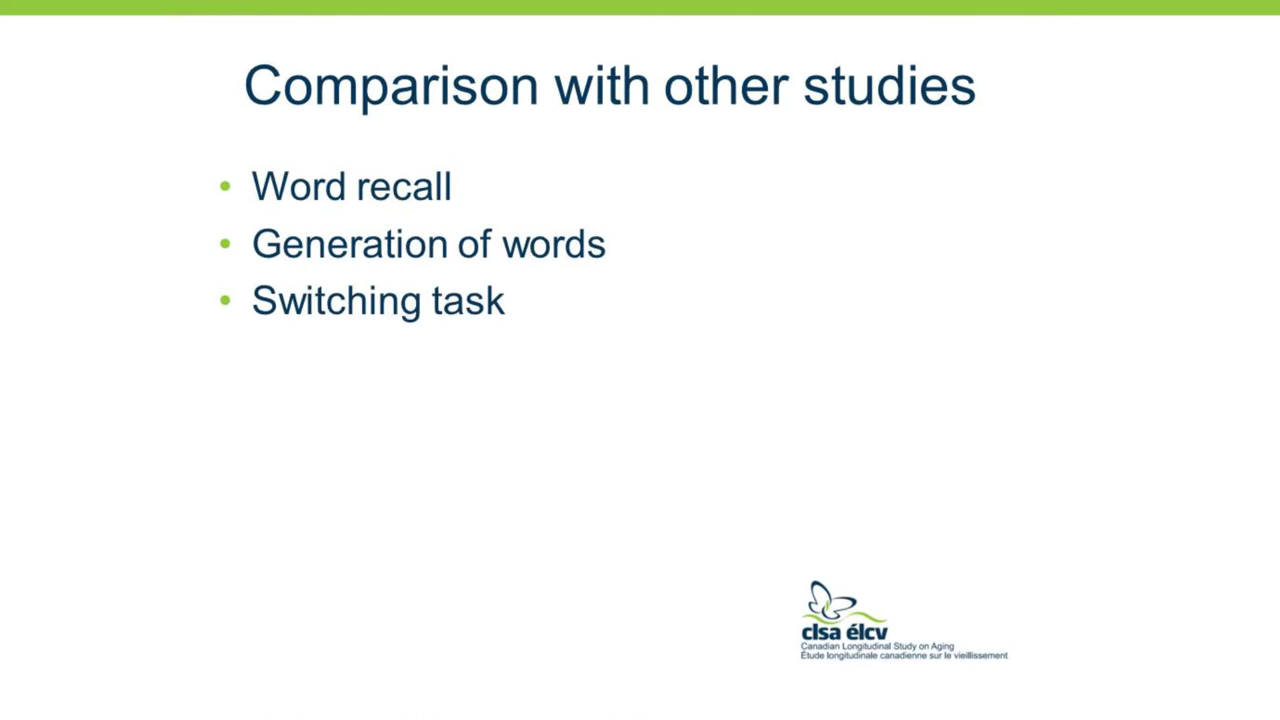 Comparison with other studies
• Word recall
• Generation of words
• Switching task
clsa élcv
Canadian Longitudinal Study on Aging
Étude longitudinale canadienne sur le vieillissement